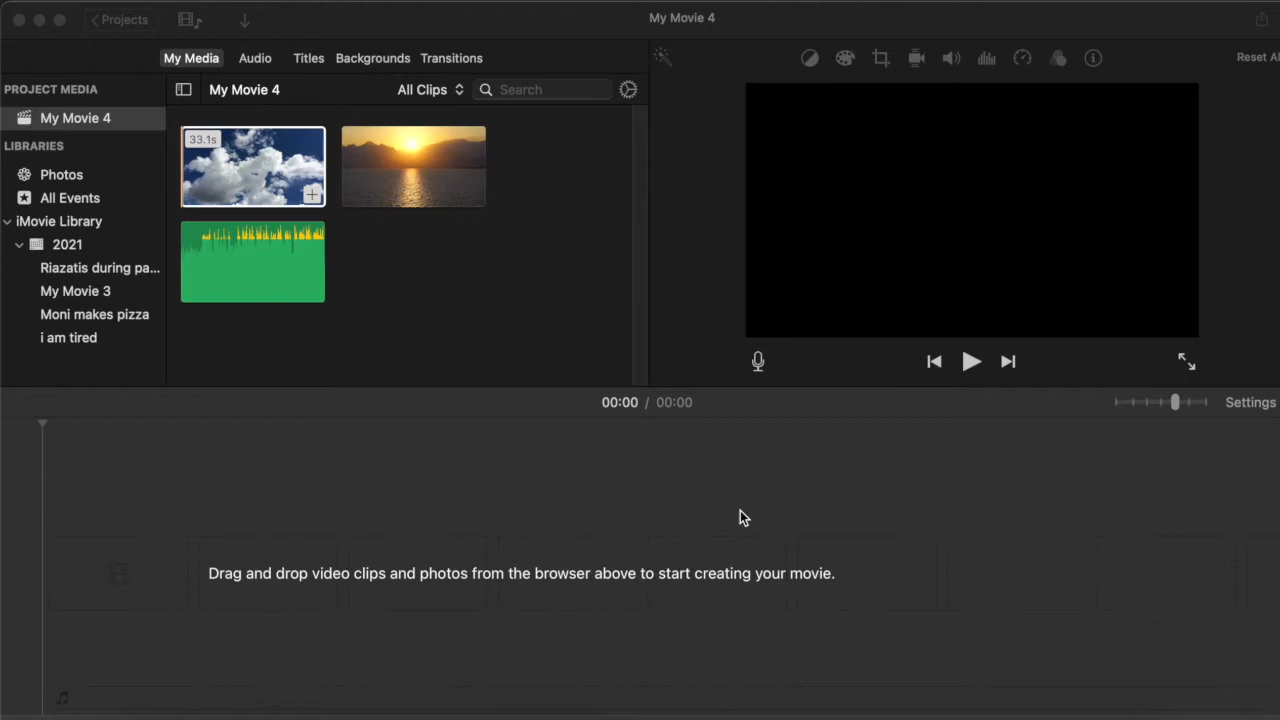 Projects
My Movie 4
My Media Audio Titles Backgrounds Transitions
Reset Al
PROJECT MEDIA
My Movie 4
All Clips
Search
My Movie 4
33.1s
LIBRARIES
Photos
All Events
iMovie Library
2021
Riazatis during pa...
My Movie 3
Moni makes pizza
i am tired
00:00 / 00:00
Settings
Drag and drop video clips and photos from the browser above to start creating your movie.